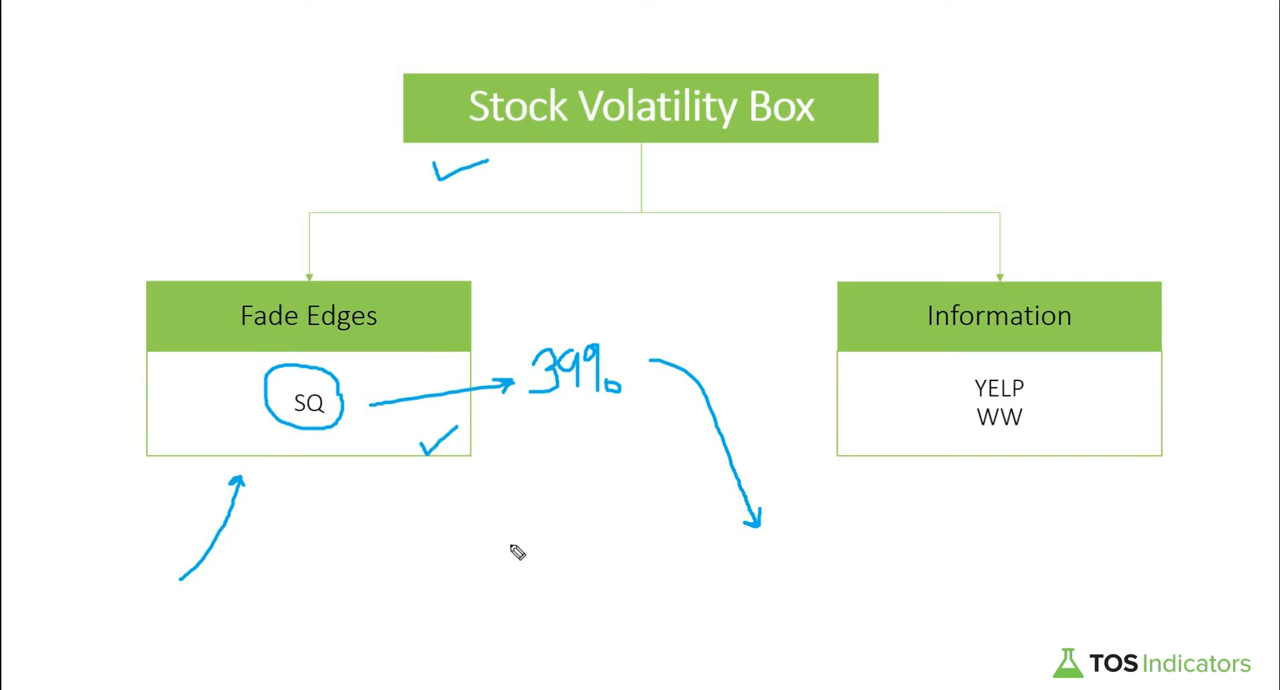 Stock Volatility Box
Fade Edges
SQ
39%
Information
YELP
WW
TOS Indicators